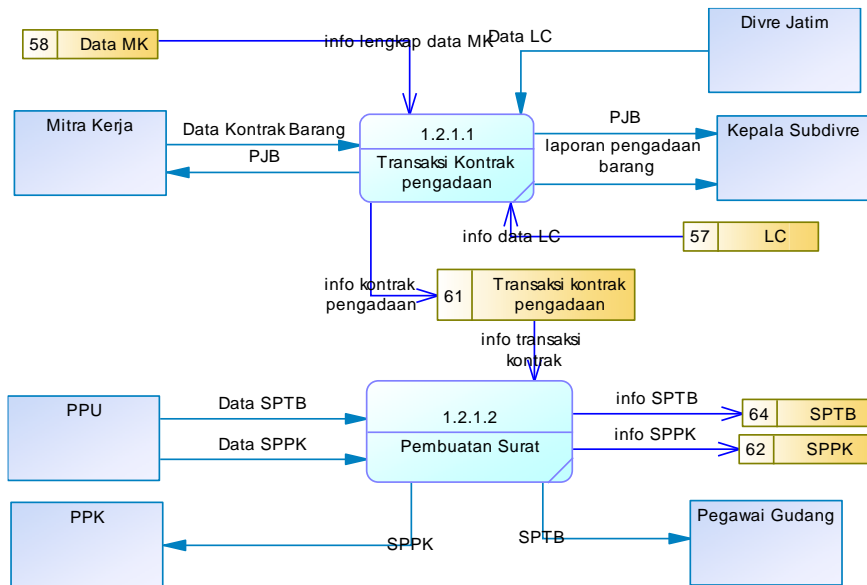 Divre Jatim
58 Data MK
info lengkap data MK
Data LC
Mitra Kerja
Data Kontrak Barang
PJB
1.2.1.1
Transaksi Kontrak
pengadaan
PJB
laporan pengadaan
barang
Kepala Subdivre
info data LC
57 LC
info kontrak
pengadaan
61 Transaksi kontrak
pengadaan
info transaksi
kontrak
PPU
Data SPTB
Data SPPK
1.2.1.2
Pembuatan Surat
info SPTB
64 SPTB
info SPPK
62 SPPK
PPK
SPPK
SPTB
Pegawai Gudang